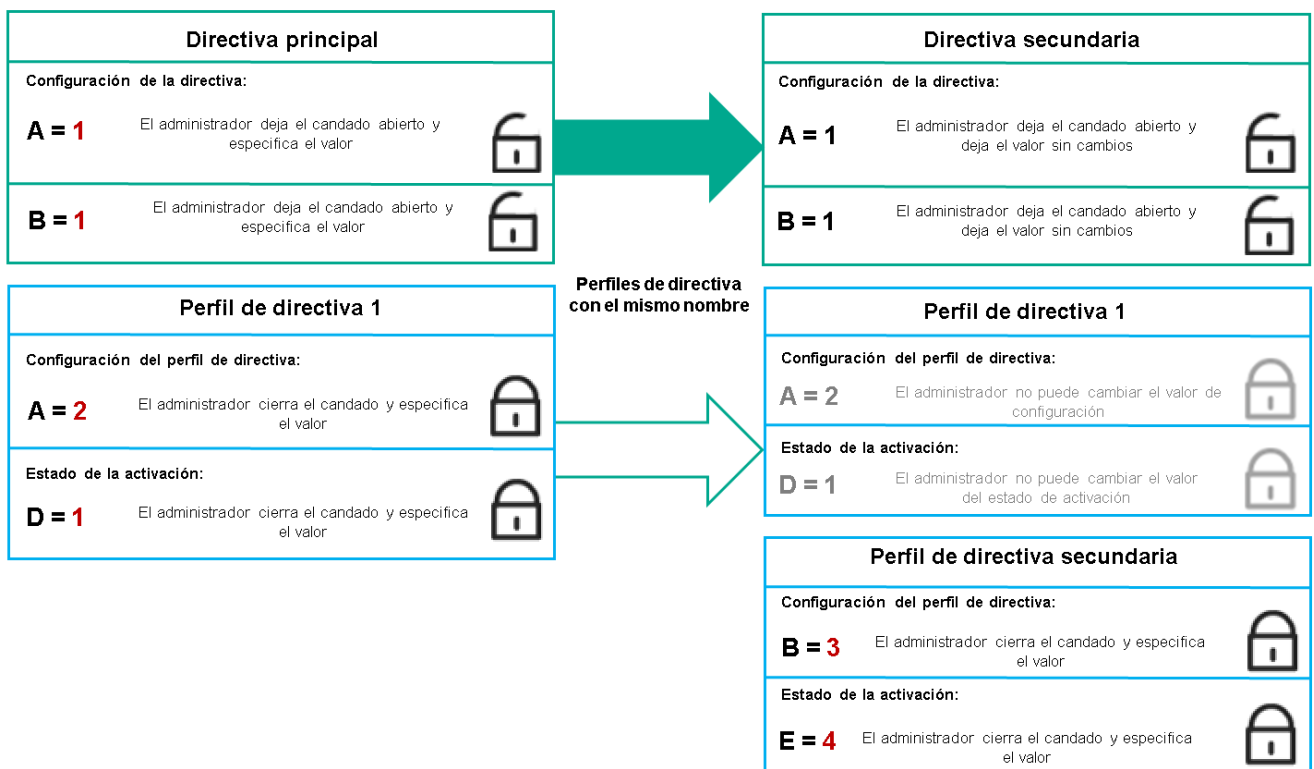 Directiva principal
Configuración de la directiva:
A = 1
El administrador deja el candado abierto y
especifica el valor
B = 1
El administrador deja el candado abierto y
especifica el valor
Directiva secundaria
Configuración de la directiva:
A = 1
El administrador deja el candado abierto y
deja el valor sin cambios
B = 1
El administrador deja el candado abierto y
deja el valor sin cambios
Perfiles de directiva
con el mismo nombre
Perfil de directiva 1
Configuración del perfil de directiva:
A = 2
El administrador cierra el candado y especifica
el valor
Estado de la activación:
D = 1
El administrador cierra el candado y especifica
el valor
Perfil de directiva 1
Configuración del perfil de directiva:
A = 2
El administrador no puede cambiar el valor de
configuración
Estado de la activación:
D = 1
El administrador no puede cambiar el valor
del estado de activación
Perfil de directiva secundaria
Configuración del perfil de directiva:
B = 3
El administrador cierra el candado y especifica
el valor
Estado de la activación:
E = 4
El administrador cierra el candado y especifica
el valor